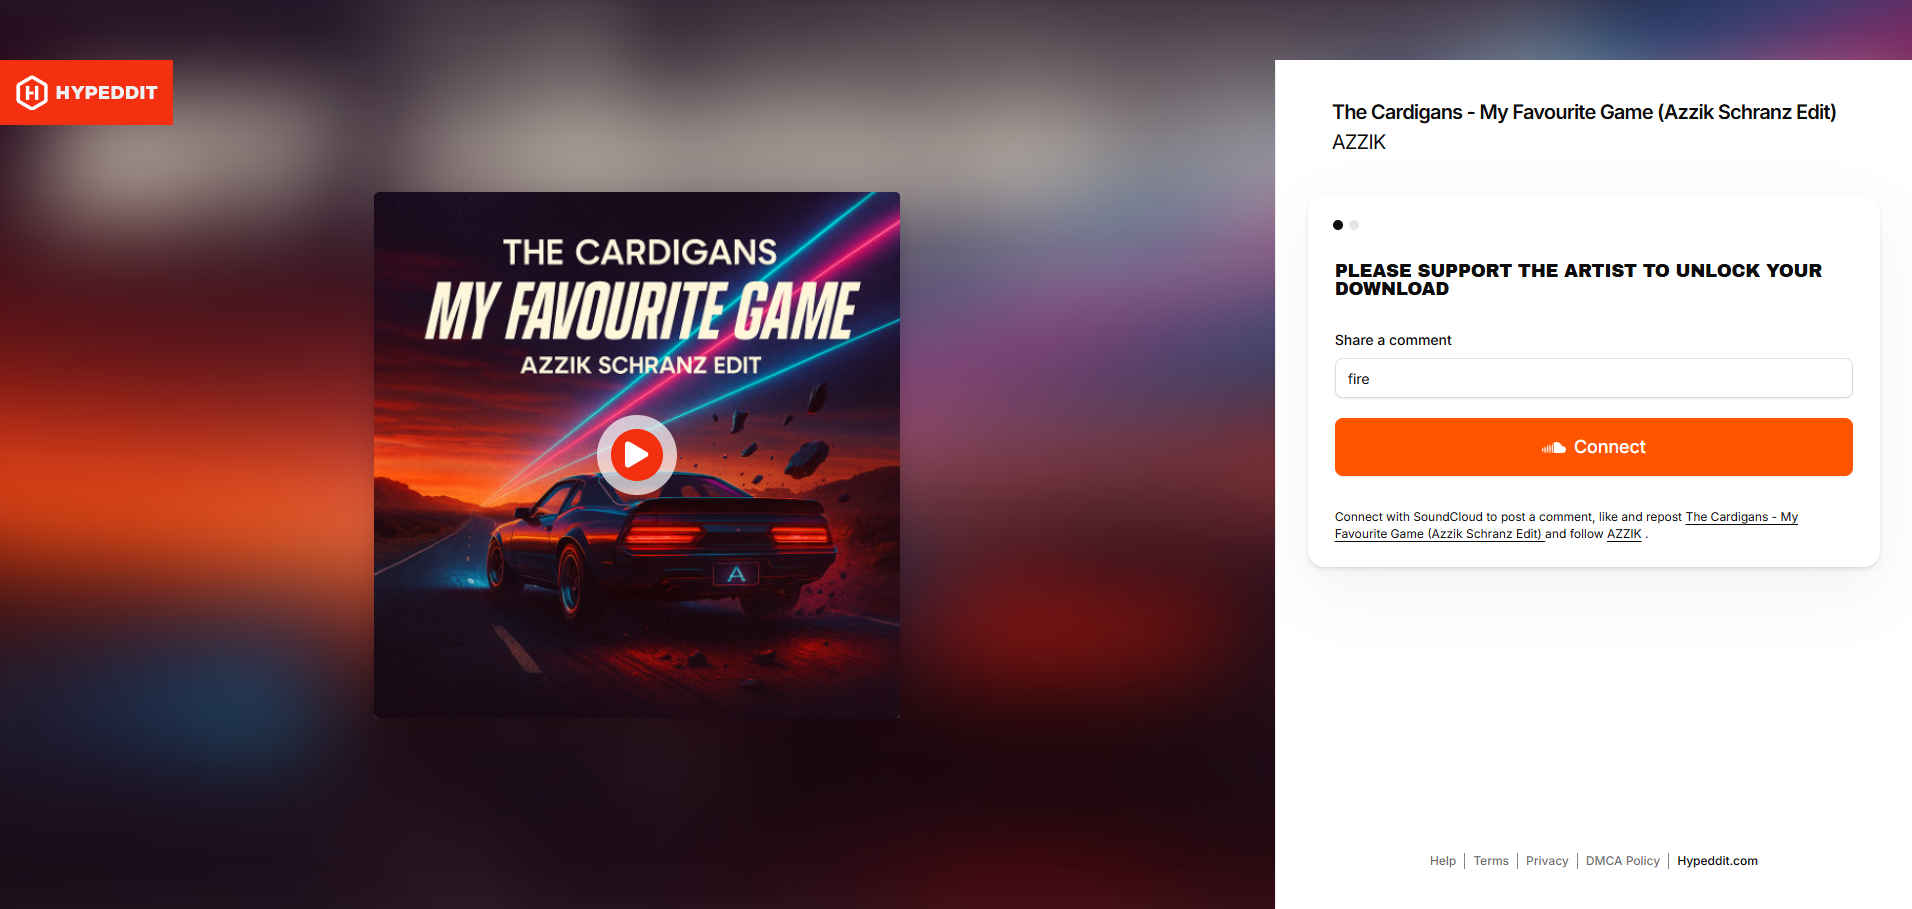 HYPEDDIT
THE CARDIGANS
MY FAVOURITE GAME
AZZIK SCHRANZ EDIT
A
The Cardigans - My Favourite Game (Azzik Schranz Edit)
AZZIK
PLEASE SUPPORT THE ARTIST TO UNLOCK YOUR
DOWNLOAD
Share a comment
fire
Connect
Connect with SoundCloud to post a comment, like and repost The Cardigans - My
Favourite Game (Azzik Schranz Edit) and follow AZZIK .
Help | Terms | Privacy | DMCA Policy | Hypeddit.com